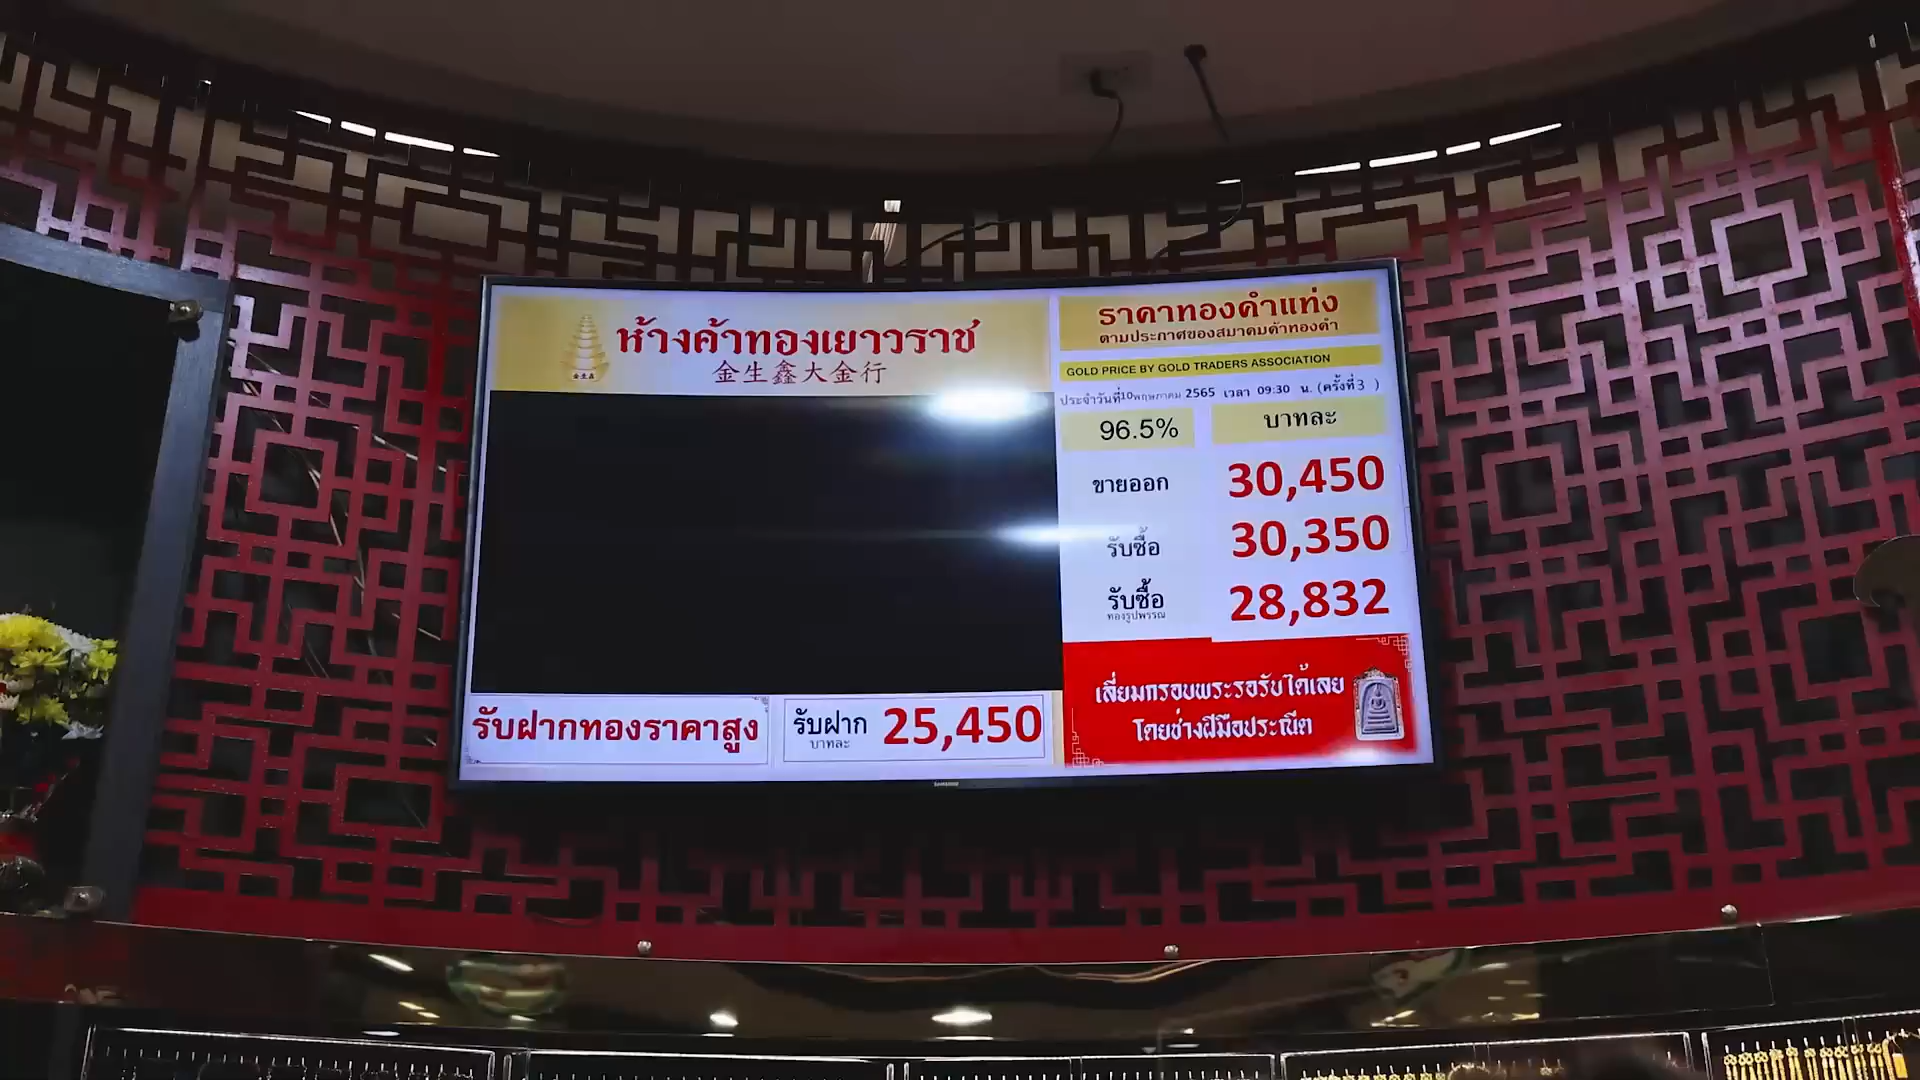 ห้างค้าทองเยาวราช
金生鑫大金行
金生鑫
ราคาทองคำแท่ง
ตามประกาศของสมาคมค้าทองคำ
GOLD PRICE BY GOLD TRADERS ASSOCIATION
ประจำวันที่10พฤษภาคม 2565 เวลา 09:30 น. (ครั้งที่3 )
96.5% บาทละ
ขายออก 30,450
รับซื้อ 30,350
รับซื้อ 28,832
ทองรูปพรรณ
รับฝากทองราคาสูง
รับฝาก 25,450
บาทละ
เลี่ยมกรอบพระรอรับได้เลย
โดยช่างฝีมือประณีต
SAMSUNG